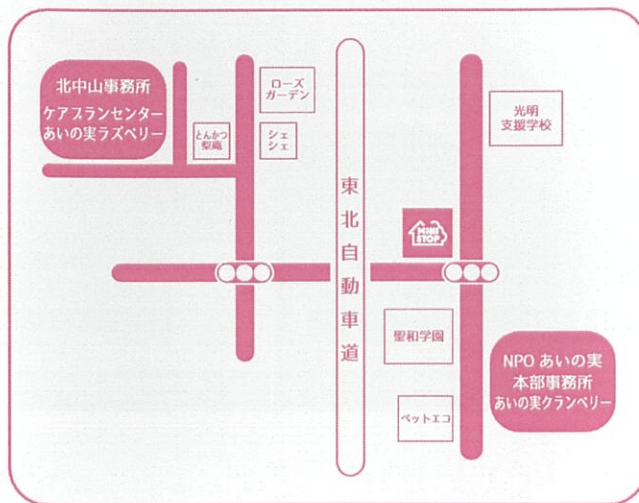 北中山事務所
ケアプランセンター
あいの実ラズベリー
ローズ
ガーデン
とんかつ
梨庵
シェ
シェ
東北自動車道
光明
支援学校
MINI
STOP
聖和学園
ペットエコ
NPO あいの実
本部事務所
あいの実クランベリー